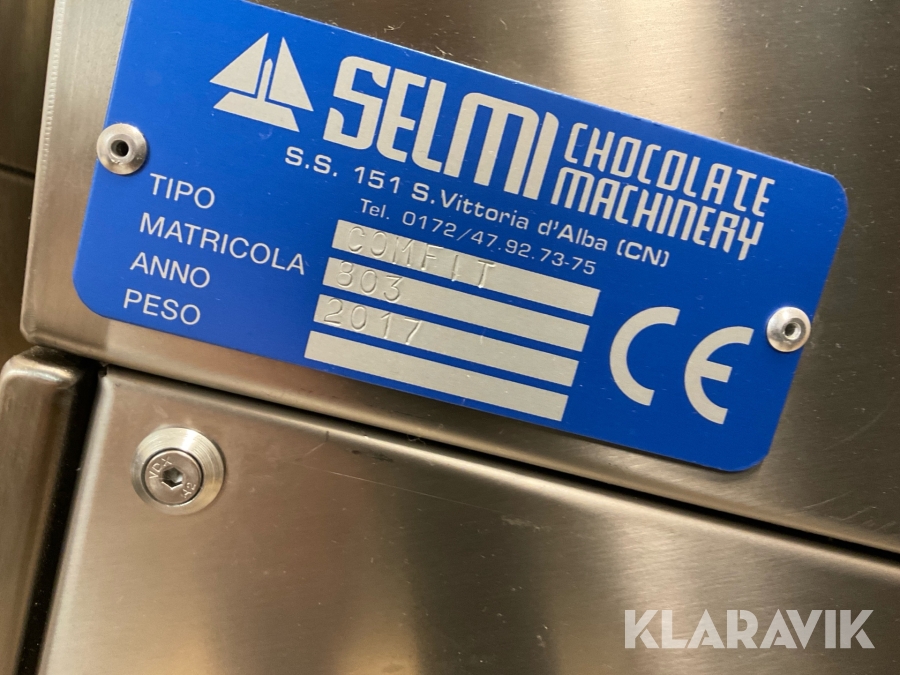 SELMI CHOCOLATE MACHINERY
S.S. 151 S.Vittoria d'Alba (CN)
Tel. 0172/47.92.73-75
TIPO COMFIT
MATRICOLA 803
ANNO 2017
PESO
CE
KLARAVIK